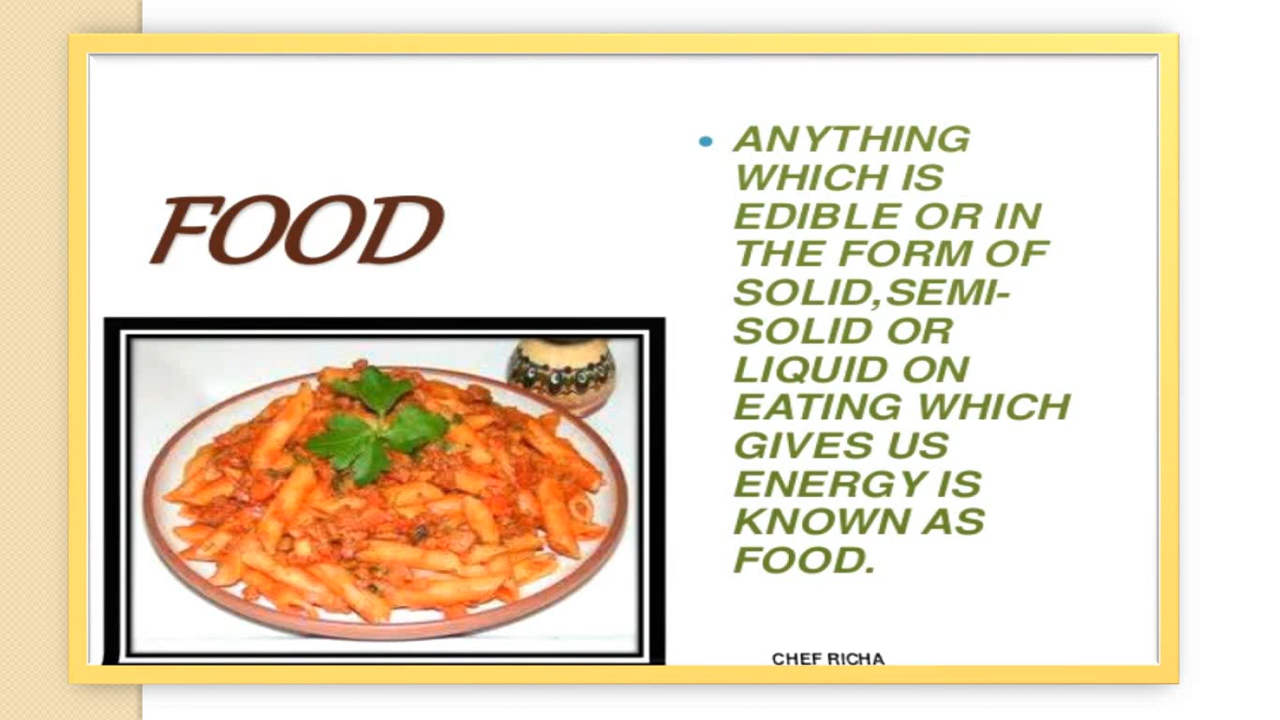 FOOD
• ANYTHING
WHICH IS
EDIBLE OR IN
THE FORM OF
SOLID,SEMI-
SOLID OR
LIQUID ON
EATING WHICH
GIVES US
ENERGY IS
KNOWN AS
FOOD.
CHEF RICHA